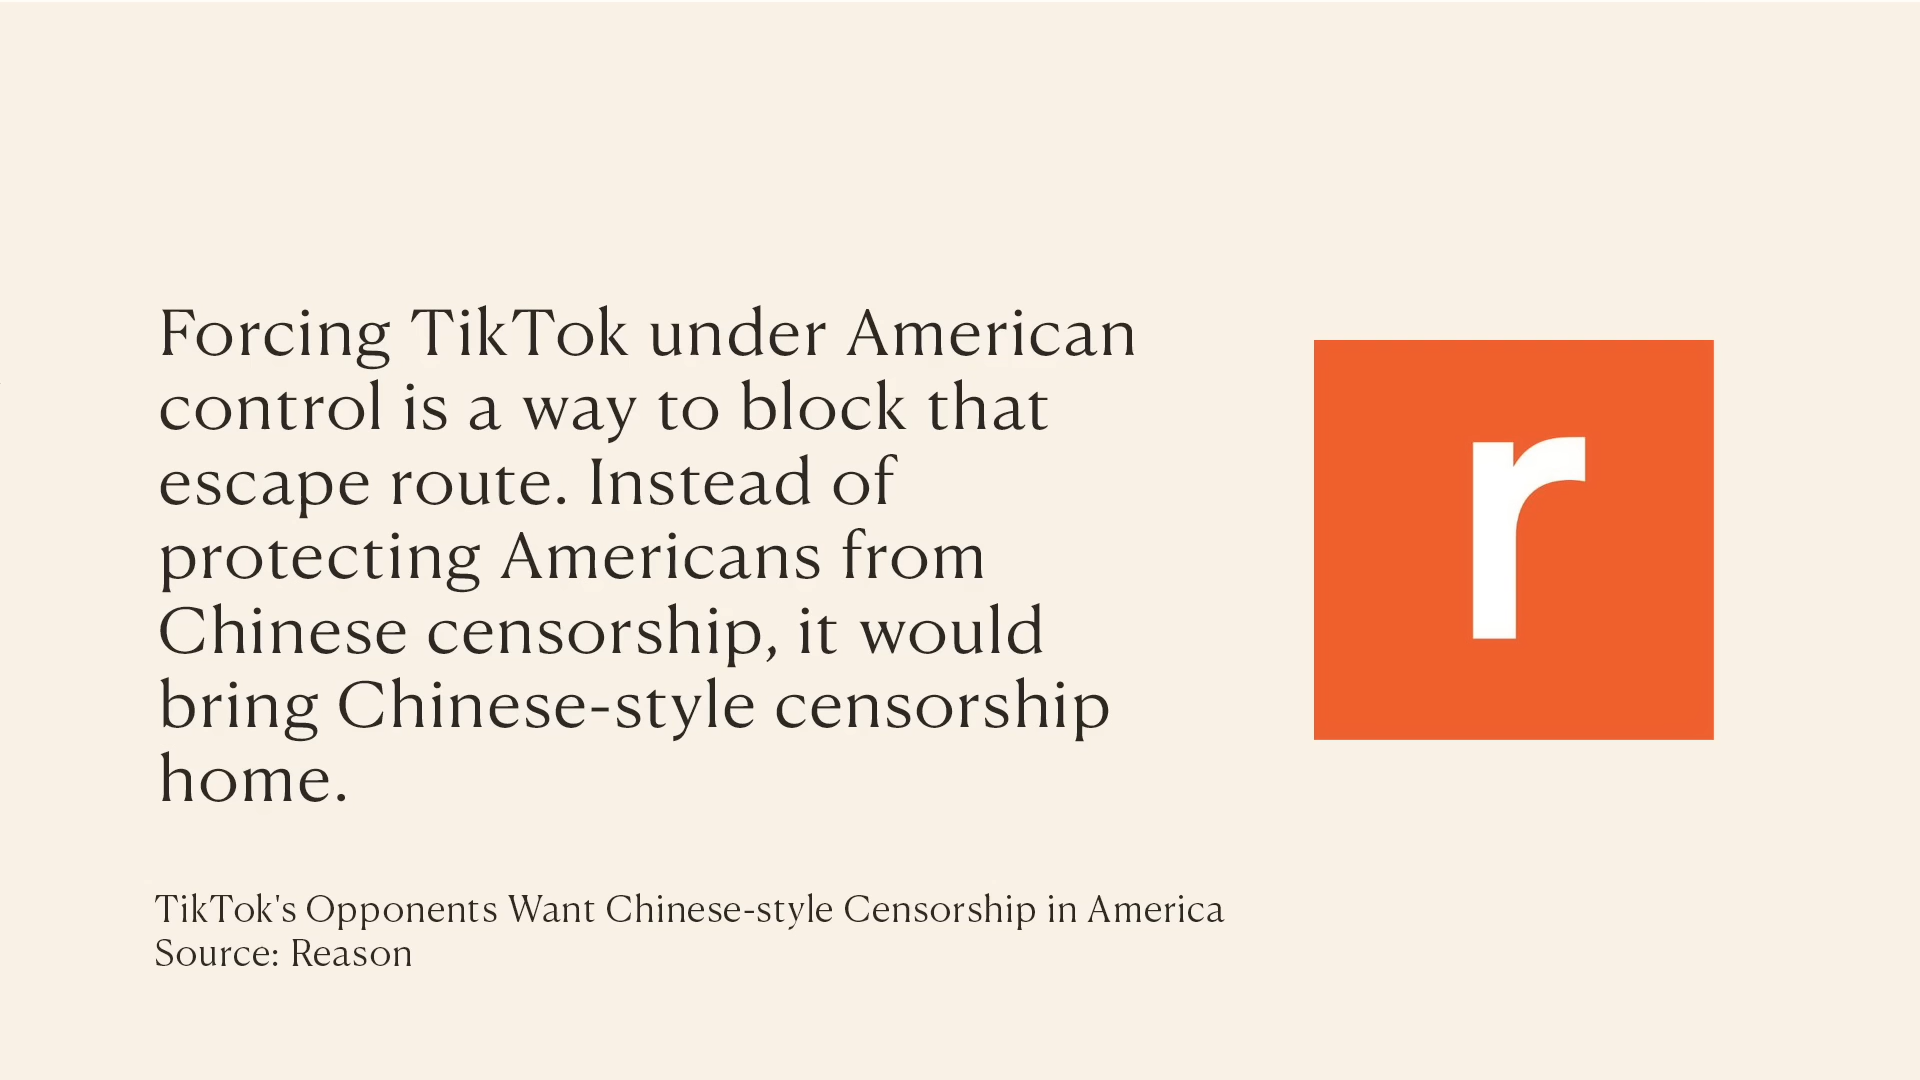 Forcing TikTok under American
control is a way to block that
escape route. Instead of
protecting Americans from
Chinese censorship, it would
bring Chinese-style censorship
home.
r
TikTok's Opponents Want Chinese-style Censorship in America
Source: Reason